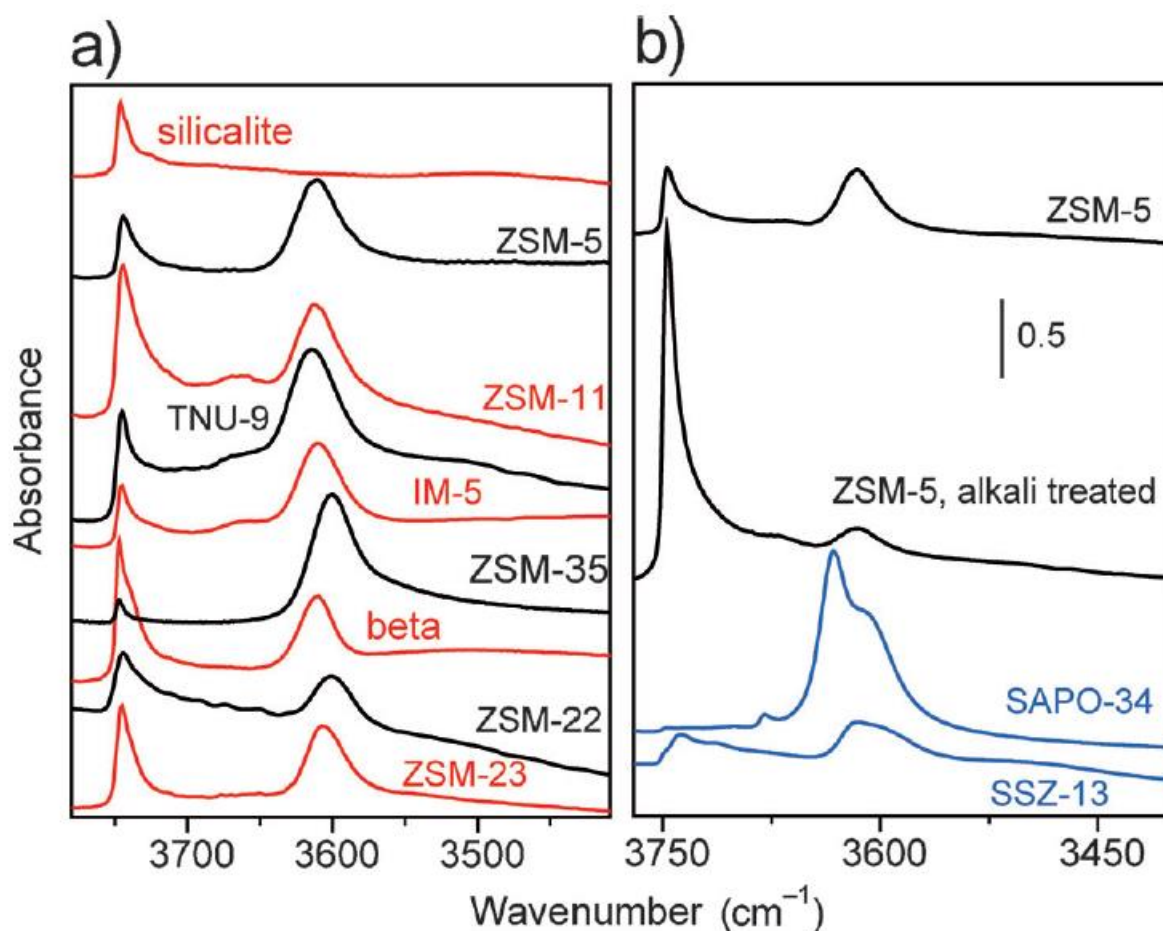 a)
silicalite
ZSM-5
ZSM-11
TNU-9
IM-5
ZSM-35
beta
ZSM-22
ZSM-23
3700
3600
3500
b)
ZSM-5
0.5
ZSM-5, alkali treated
SAPO-34
SSZ-13
3750
3600
3450
Absorbance
Wavenumber (cm⁻¹)